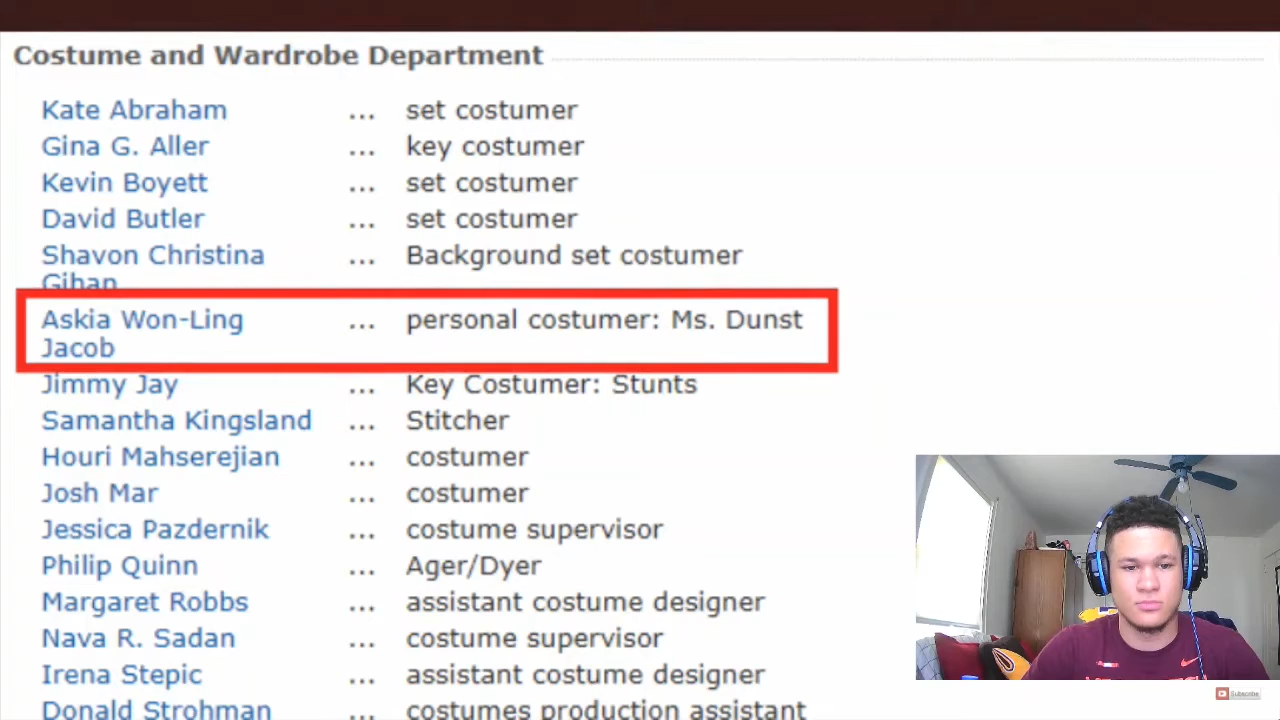 Costume and Wardrobe Department
Kate Abraham ... set costumer
Gina G. Aller ... key costumer
Kevin Boyett ... set costumer
David Butler ... set costumer
Shavon Christina ... Background set costumer
Gihan
Askia Won-Ling ... personal costumer: Ms. Dunst
Jacob
Jimmy Jay ... Key Costumer: Stunts
Samantha Kingsland ... Stitcher
Houri Mahserejian ... costumer
Josh Mar ... costumer
Jessica Pazdernik ... costume supervisor
Philip Quinn ... Ager/Dyer
Margaret Robbs ... assistant costume designer
Nava R. Sadan ... costume supervisor
Irena Stepic ... assistant costume designer
Subscribe
Donald Strohman ... costumes production assistant